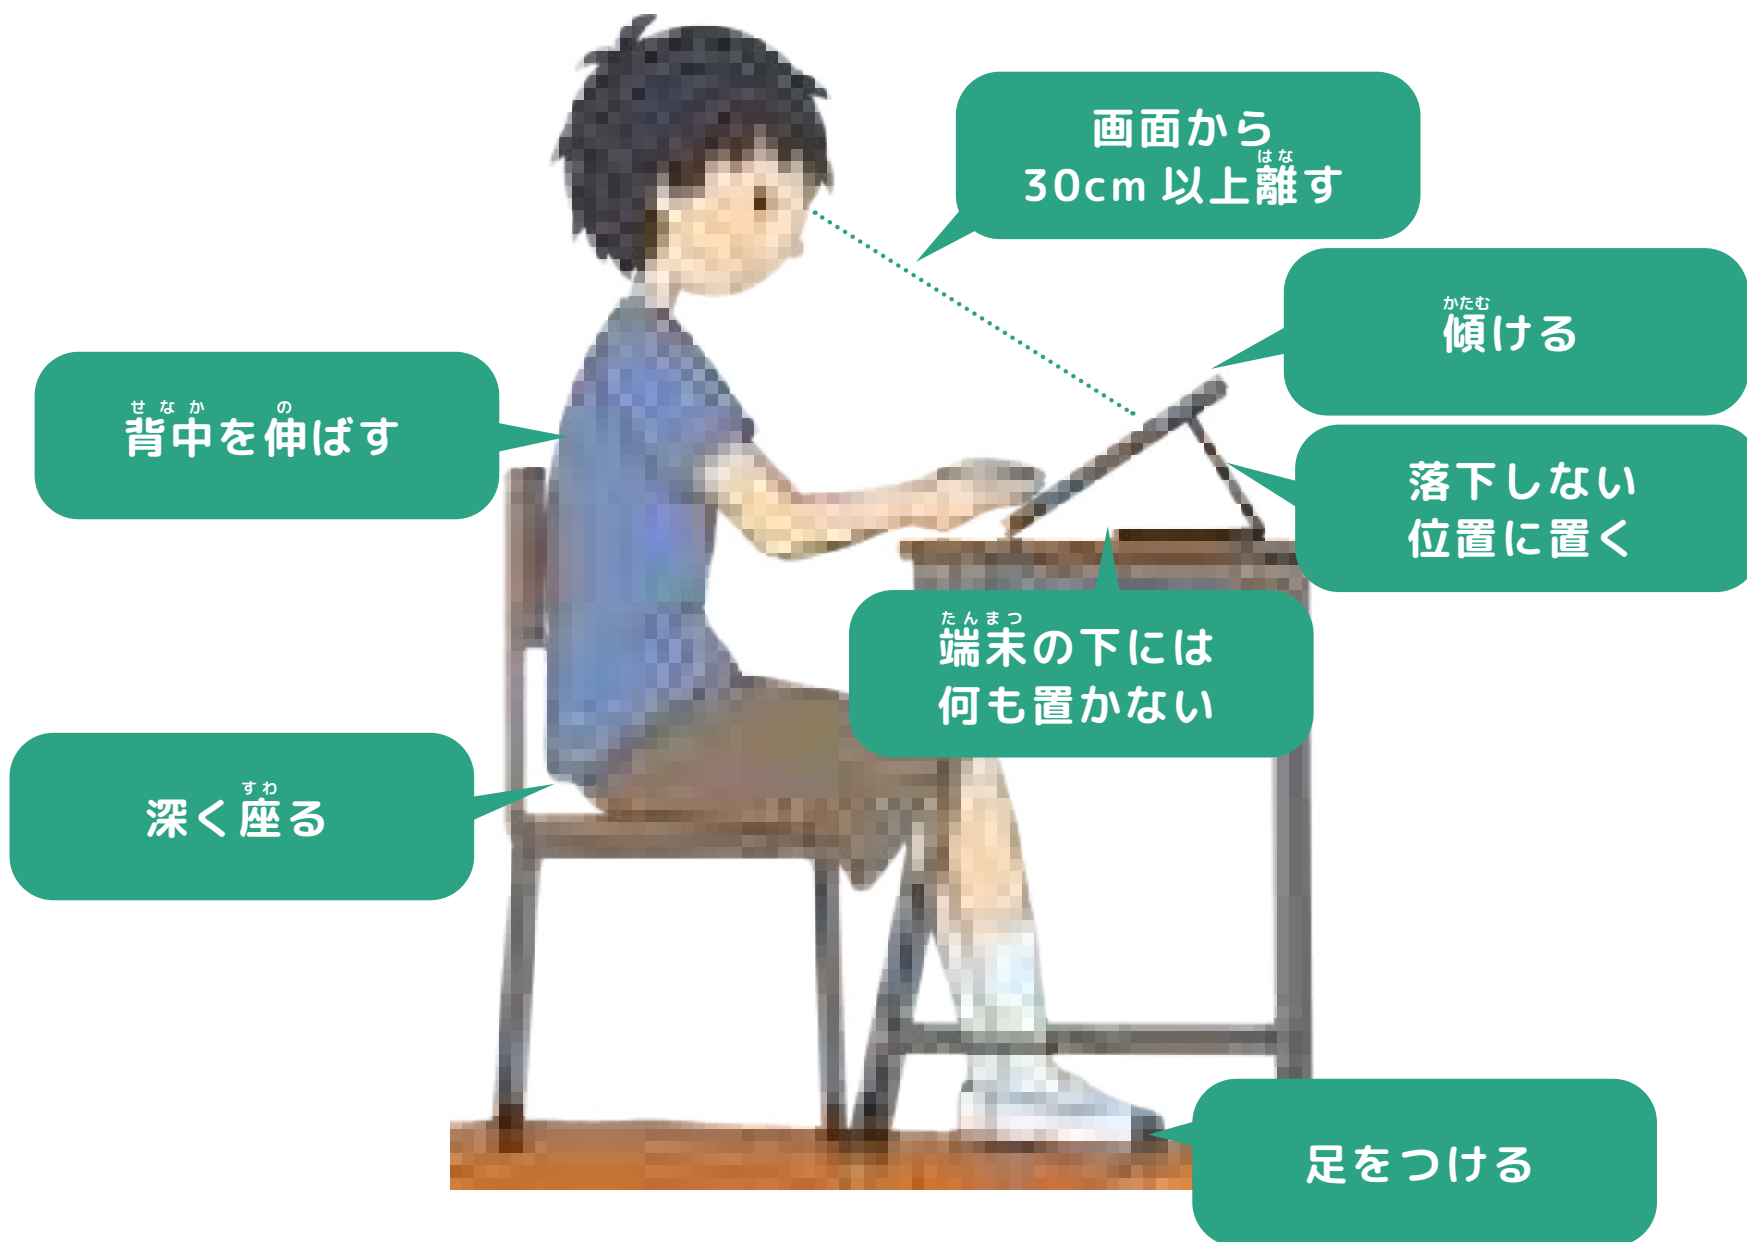 画面から
はな
30cm 以上離す
かたむ
傾ける
せなか の
背中を伸ばす
落下しない
位置に置く
たんまつ
端末の下には
何も置かない
すわ
深く座る
足をつける